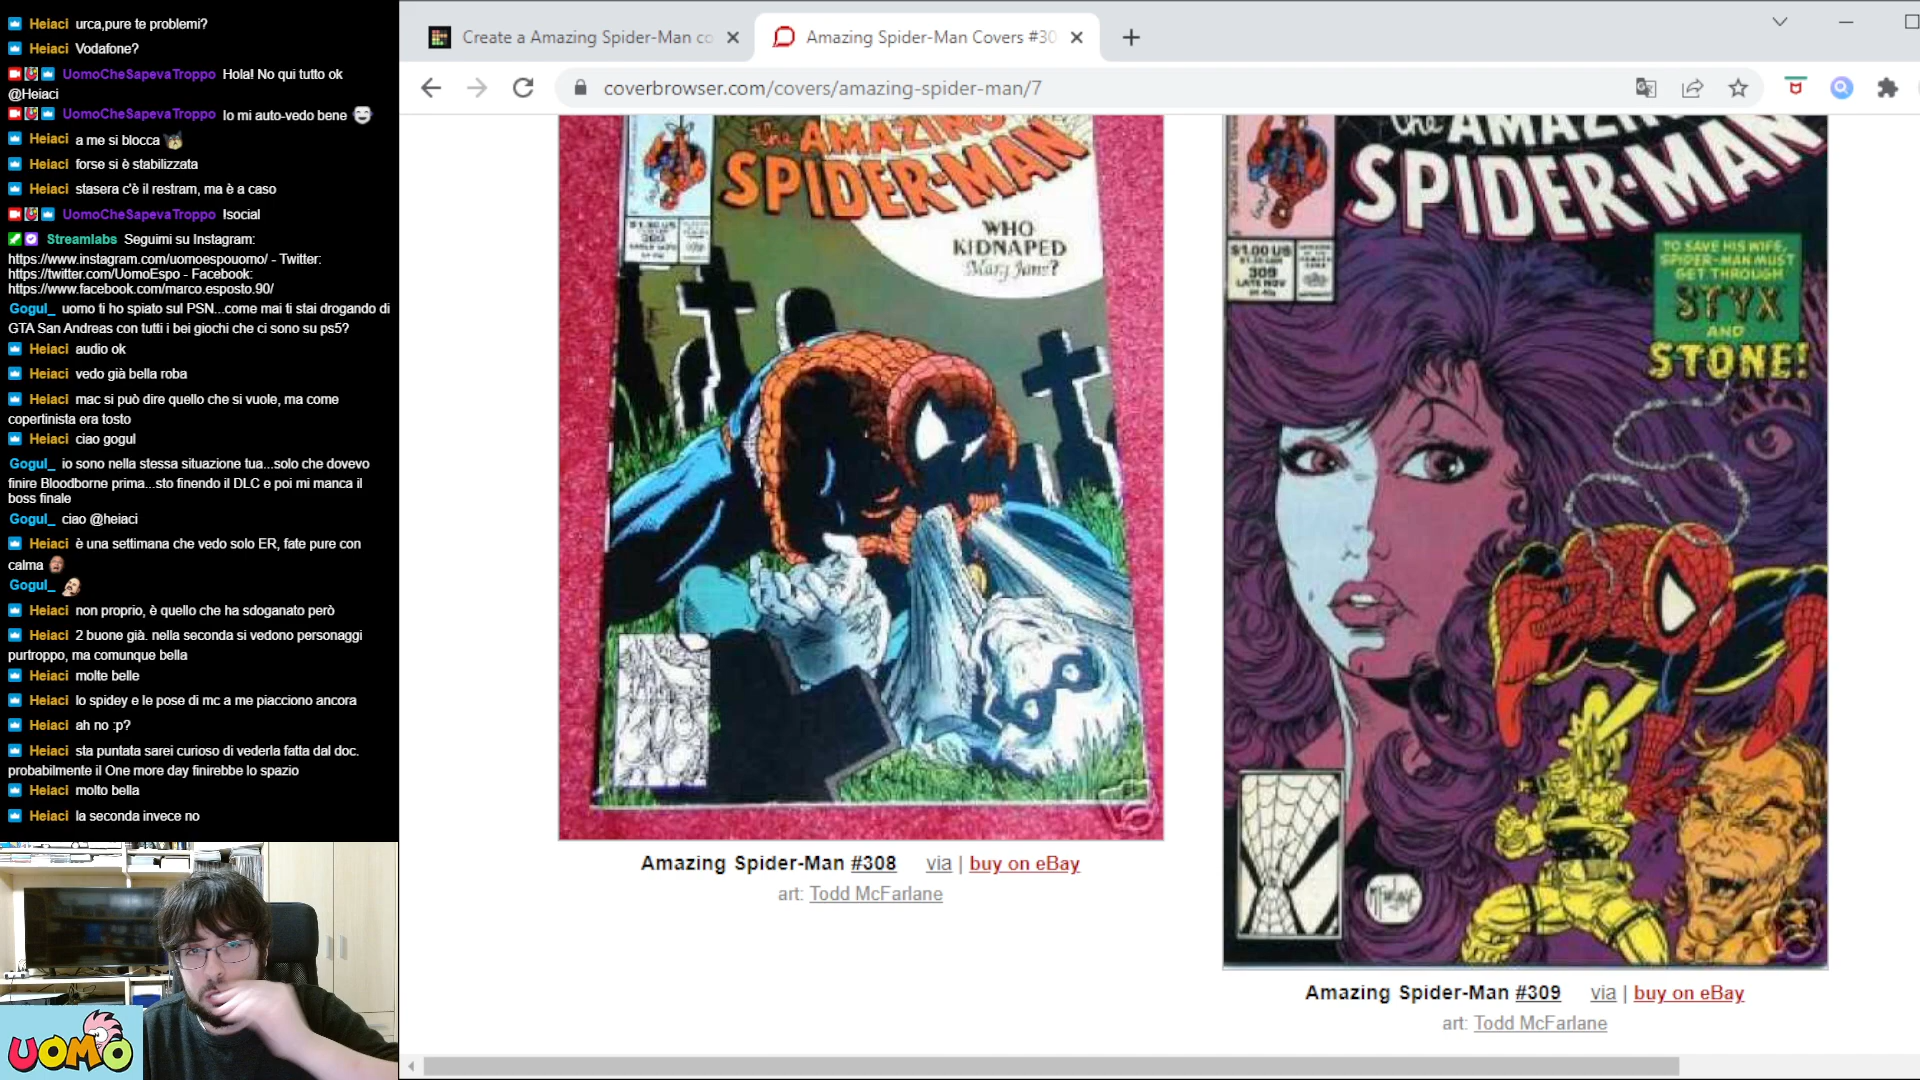 Heiaci urca,pure te problemi?
Heiaci Vodafone?
UomoCheSapevaTroppo Hola! No qui tutto ok
@Heiaci
UomoCheSapevaTroppo Io mi auto-vedo bene
Heiaci a me si blocca
Heiaci forse si è stabilizzata
Heiaci stasera c'è il restram, ma è a caso
UomoCheSapevaTroppo !social
Streamlabs Seguimi su Instagram:
https://www.instagram.com/uomoespouomo/ - Twitter:
https://twitter.com/UomoEspo - Facebook:
https://www.facebook.com/marco.esposto.90/
Gogul_ uomo ti ho spiato sul PSN...come mai ti stai drogando di
GTA San Andreas con tutti i bei giochi che ci sono su ps5?
Heiaci audio ok
Heiaci vedo già bella roba
Heiaci mac si può dire quello che si vuole, ma come
copertinista era tosto
Heiaci ciao gogul
Gogul_ io sono nella stessa situazione tua...solo che dovevo
finire Bloodborne prima...sto finendo il DLC e poi mi manca il
boss finale
Gogul_ ciao @heiaci
Heiaci è una settimana che vedo solo ER, fate pure con
calma
Gogul_
Heiaci non proprio, è quello che ha sdoganato però
Heiaci 2 buone già. nella seconda si vedono personaggi
purtroppo, ma comunque bella
Heiaci molte belle
Heiaci lo spidey e le pose di mc a me piacciono ancora
Heiaci ah no :p?
Heiaci sta puntata sarei curioso di vederla fatta dal doc.
probabilmente il One more day finirebbe lo spazio
Heiaci molto bella
Heiaci la seconda invece no
UOMO
Create a Amazing Spider-Man co
Amazing Spider-Man Covers #30
coverbrowser.com/covers/amazing-spider-man/7
the AMAZING
SPIDER-MAN
WHO
KIDNAPED
Mary Jane?
Amazing Spider-Man #308 via | buy on eBay
art: Todd McFarlane
the AMAZING
SPIDER-MAN
$1.00 US
309
LATE NOV
TO SAVE HIS WIFE,
SPIDER-MAN MUST
GET THROUGH
STYX
AND
STONE!
McFarlane
Amazing Spider-Man #309 via | buy on eBay
art: Todd McFarlane